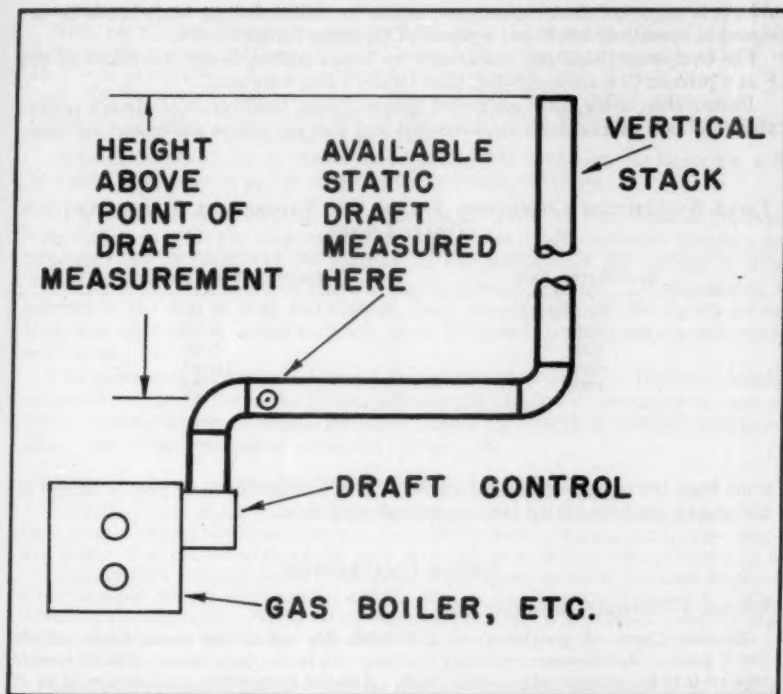 HEIGHT
ABOVE
POINT OF
DRAFT
MEASUREMENT
AVAILABLE
STATIC
DRAFT
MEASURED
HERE
VERTICAL
STACK
DRAFT CONTROL
GAS BOILER, ETC.